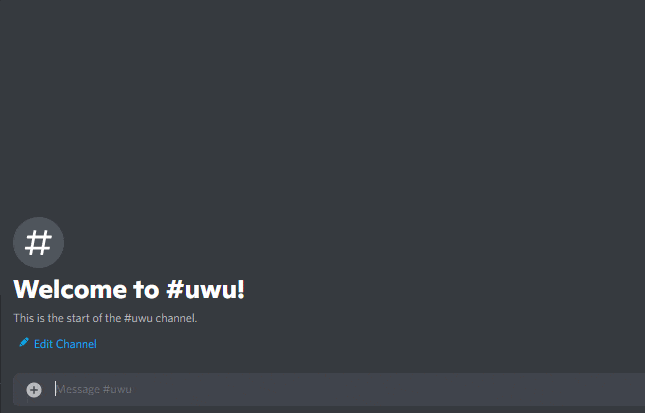 #
Welcome to #uwu!
This is the start of the #uwu channel.
Edit Channel
Message #uwu